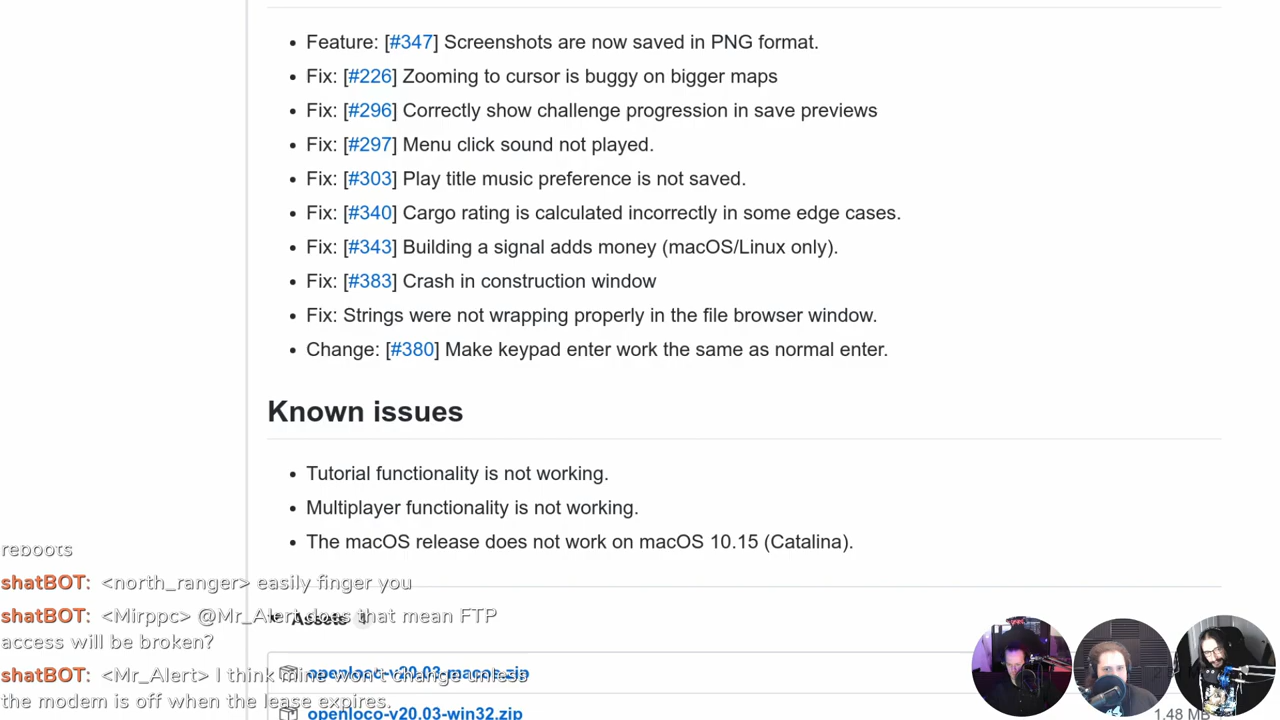 Feature: [#347] Screenshots are now saved in PNG format.
Fix: [#226] Zooming to cursor is buggy on bigger maps
Fix: [#296] Correctly show challenge progression in save previews
Fix: [#297] Menu click sound not played.
Fix: [#303] Play title music preference is not saved.
Fix: [#340] Cargo rating is calculated incorrectly in some edge cases.
Fix: [#343] Building a signal adds money (macOS/Linux only).
Fix: [#383] Crash in construction window
Fix: Strings were not wrapping properly in the file browser window.
Change: [#380] Make keypad enter work the same as normal enter.
Known issues
Tutorial functionality is not working.
Multiplayer functionality is not working.
The macOS release does not work on macOS 10.15 (Catalina).
reboots
shatBOT: <north_ranger> easily finger you
shatBOT: <Mirppc> @Mr_Alert does that mean FTP
access will be broken?
Assets
shatBOT: <Mr_Alert> I think mine won't change unless
the modem is off when the lease expires.
openloco-v20.03-macos.zip
openloco-v20.03-win32.zip
1.48 MB